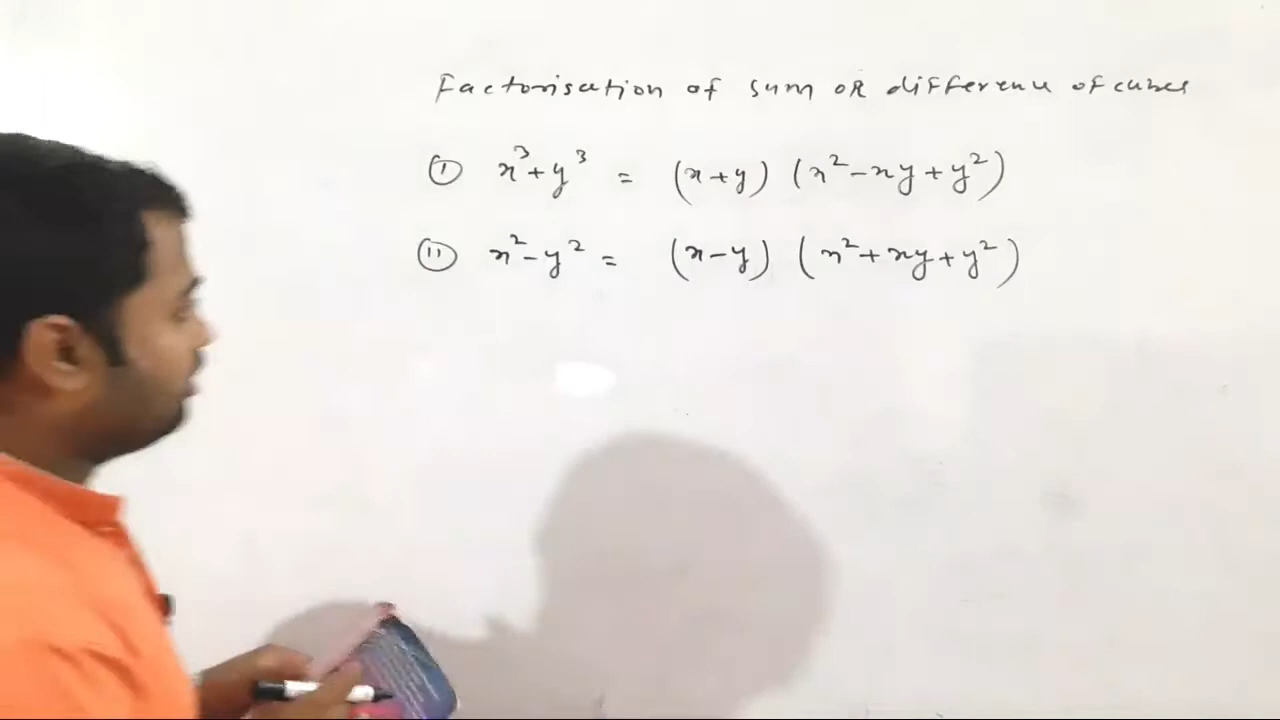 Factorisation of sum OR difference of cubes
(i) x³+y³ = (x+y) (x²-xy+y²)
(ii) x²-y² = (x-y) (x²+xy+y²)